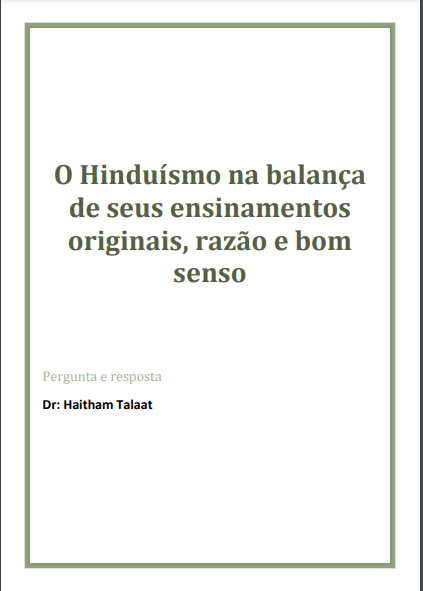 O Hinduísmo na balança
de seus ensinamentos
originais, razão e bom
senso
Pergunta e resposta
Dr: Haitham Talaat